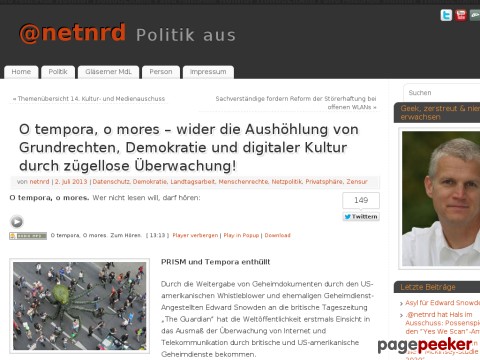 @netnrd Politik aus
Home Politik Gläserner MdL Person Impressum
« Themenübersicht 14. Kultur- und Medienauschuss
Sachverständige fordern Reform der Störerhaftung bei offenen WLANs »
O tempora, o mores – wider die Aushöhlung von
Grundrechten, Demokratie und digitaler Kultur
durch zügellose Überwachung!
von netnrd | 2. Juli 2013 | Datenschutz, Demokratie, Landtagsarbeit, Menschenrechte, Netzpolitik, Privatsphäre, Zensur
O tempora, o mores. Wer nicht lesen will, darf hören:
149
Twittern
O tempora, O mores. Zum Hören. [ 13:13 ] Player verbergen | Play in Popup | Download
PRISM und Tempora enthüllt
Durch die Weitergabe von Geheimdokumenten durch den US-
amerikanischen Whistleblower und ehemaligen Geheimdienst-
Angestellten Edward Snowden an die britische Tageszeitung
„The Guardian" hat die Weltöffentlichkeit erstmals Einsicht in
das Ausmaß der Überwachung von Internet und
Telekommunikation durch britische und US-amerikanische
Geheimdienste bekommen.
Suchen
Geek, zerstreut & nie
erwachsen
Letzte Beiträge
Asyl für Edward Snowden
.@netnrd hat Hals im
Ausschuss: Possenspi
den "Yes We Scan"-Am
pagepeeker